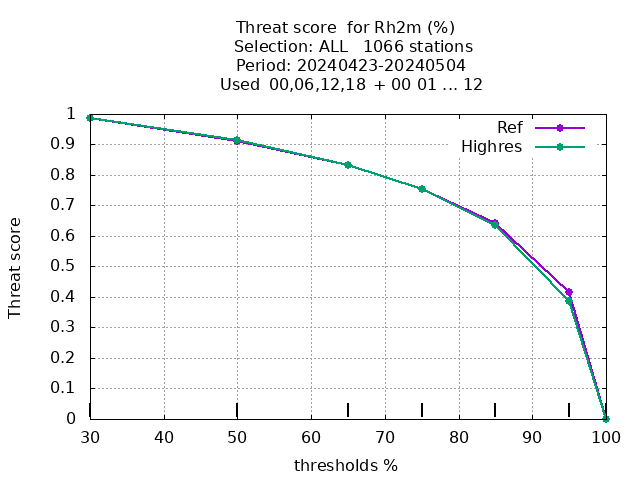 Threat score  for Rh2m (%)
Selection: ALL   1066 stations
Period: 20240423-20240504
Used  00,06,12,18  + 00 01 ... 12
Ref
Highres
Threat score
1
0.9
0.8
0.7
0.6
0.5
0.4
0.3
0.2
0.1
0
30 40 50 60 70 80 90 100
thresholds %